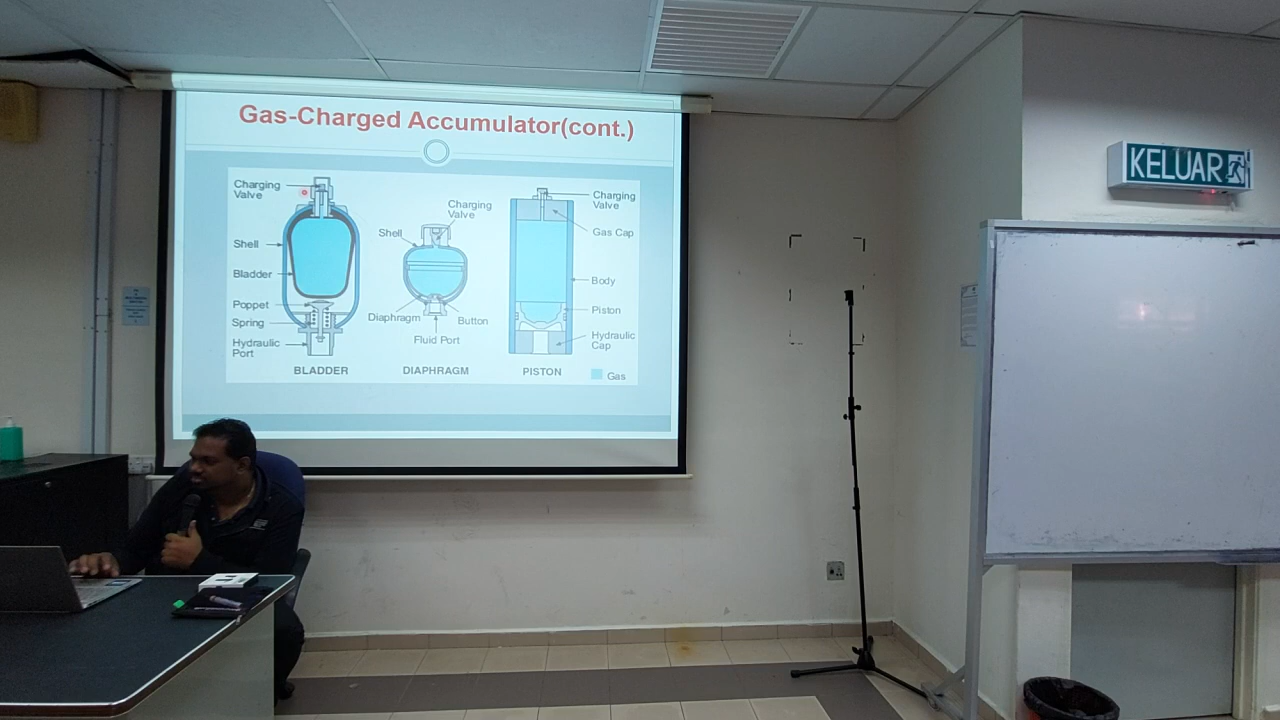 Gas-Charged Accumulator(cont.)
Charging
Valve
Shell
Bladder
Poppet
Spring
Hydraulic
Port
BLADDER
Charging
Valve
Shell
Diaphragm
Button
Fluid Port
DIAPHRAGM
Charging
Valve
Gas Cap
Body
Piston
Hydraulic
Cap
PISTON
Gas
KELUAR